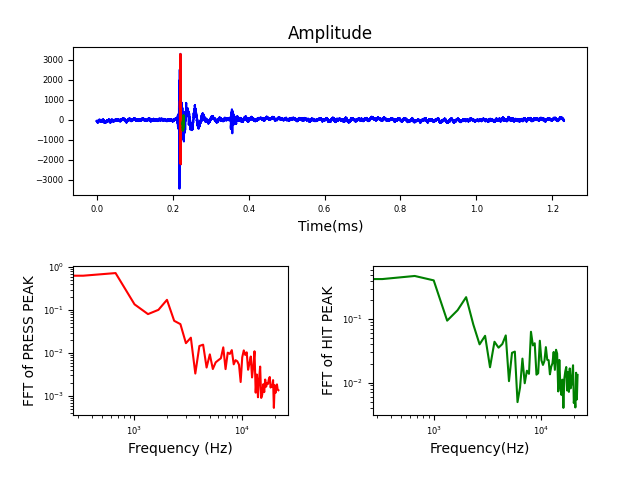 Amplitude
3000
2000
1000
0
−1000
−2000
−3000
0.0 0.2 0.4 0.6 0.8 1.0 1.2
Time(ms)
FFT of PRESS PEAK
10⁰
10⁻¹
10⁻²
10⁻³
10³ 10⁴
Frequency (Hz)
FFT of HIT PEAK
10⁻¹
10⁻²
10³ 10⁴
Frequency(Hz)